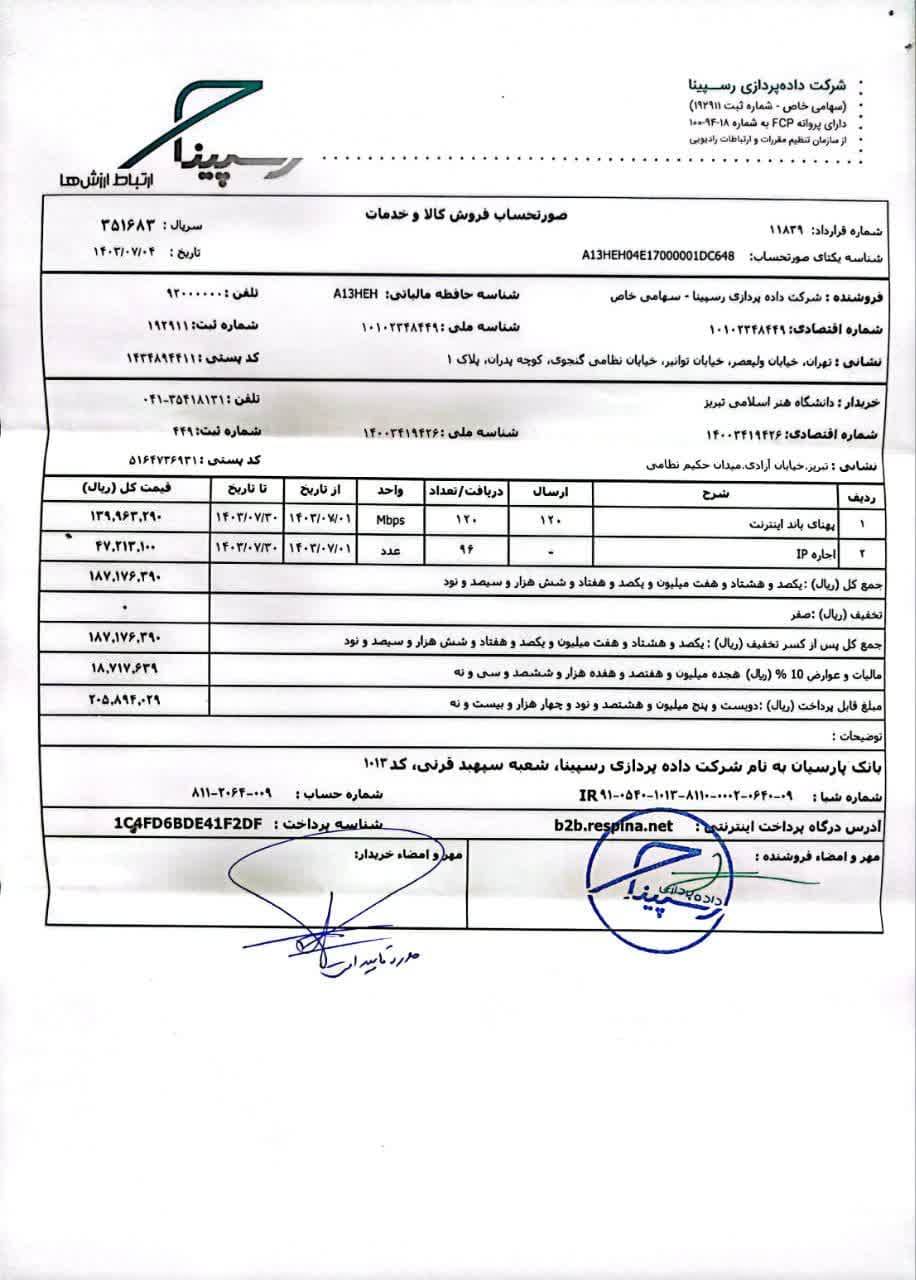 شرکت داده‌پردازی رسپینا
(سهامی خاص - شماره ثبت ۱۹۲۹۱۱)
دارای پروانه FCP به شماره ۱۸-۹۴-۱۰۰
از سازمان تنظیم مقررات و ارتباطات رادیویی
رسپینا
ارتباط ارزش‌ها
صورتحساب فروش کالا و خدمات
شماره قرارداد: ۱۱۸۳۹
سریال : ۳۵۱۶۸۳
شناسه یکتای صورتحساب: A13HEH04E17000001DC648
تاریخ : ۱۴۰۳/۰۷/۰۴
فروشنده : شرکت داده پردازی رسپینا - سهامی خاص شناسه حافظه مالیاتی: A13HEH تلفن : ۹۲۰۰۰۰۰۰
شماره اقتصادی: ۱۰۱۰۲۳۴۸۴۴۹ شناسه ملی : ۱۰۱۰۲۳۴۸۴۴۹ شماره ثبت: ۱۹۲۹۱۱
نشانی : تهران، خیابان ولیعصر، خیابان توانیر، خیابان نظامی گنجوی، کوچه پدران، پلاک ۱ کد پستی : ۱۴۳۴۸۹۴۴۱۱
خریدار : دانشگاه هنر اسلامی تبریز تلفن : ۰۴۱-۳۵۴۱۸۱۳۱
شماره اقتصادی: ۱۴۰۰۳۴۱۹۴۲۶ شناسه ملی : ۱۴۰۰۳۴۱۹۴۲۶ شماره ثبت: ۴۴۹
نشانی : تبریز.خیابان آزادی.میدان حکیم نظامی کد پستی : ۵۱۶۴۷۳۶۹۳۱
ردیف شرح ارسال دریافت/تعداد واحد از تاریخ تا تاریخ قیمت کل (ریال)
۱ پهنای باند اینترنت ۱۲۰ ۱۲۰ Mbps ۱۴۰۳/۰۷/۰۱ ۱۴۰۳/۰۷/۳۰ ۱۳۹,۹۶۳,۲۹۰
۲ اجاره IP - ۹۶ عدد ۱۴۰۳/۰۷/۰۱ ۱۴۰۳/۰۷/۳۰ ۴۷,۲۱۳,۱۰۰
جمع کل (ریال) :یکصد و هشتاد و هفت میلیون و یکصد و هفتاد و شش هزار و سیصد و نود ۱۸۷,۱۷۶,۳۹۰
تخفیف (ریال) :صفر ۰
جمع کل پس از کسر تخفیف (ریال) : یکصد و هشتاد و هفت میلیون و یکصد و هفتاد و شش هزار و سیصد و نود ۱۸۷,۱۷۶,۳۹۰
مالیات و عوارض 10 % (ریال) هجده میلیون و هفتصد و هفده هزار و ششصد و سی و نه ۱۸,۷۱۷,۶۳۹
مبلغ قابل پرداخت (ریال) :دویست و پنج میلیون و هشتصد و نود و چهار هزار و بیست و نه ۲۰۵,۸۹۴,۰۲۹
توضیحات :
بانک پارسیان به نام شرکت داده پردازی رسپینا، شعبه سپهبد قرنی، کد ۱۰۱۳
شماره شبا : IR۹۱-۰۵۴۰-۱۰۱۳-۸۱۱۰-۰۰۰۲-۰۶۴۰-۰۹ شماره حساب : ۸۱۱-۲۰۶۴-۰۰۹
آدرس درگاه پرداخت اینترنتی : b2b.respina.net شناسه پرداخت : 1C4FD6BDE41F2DF
مهر و امضاء فروشنده : مهر و امضاء خریدار:
داده پردازی
رسپینا
مورد تایید است